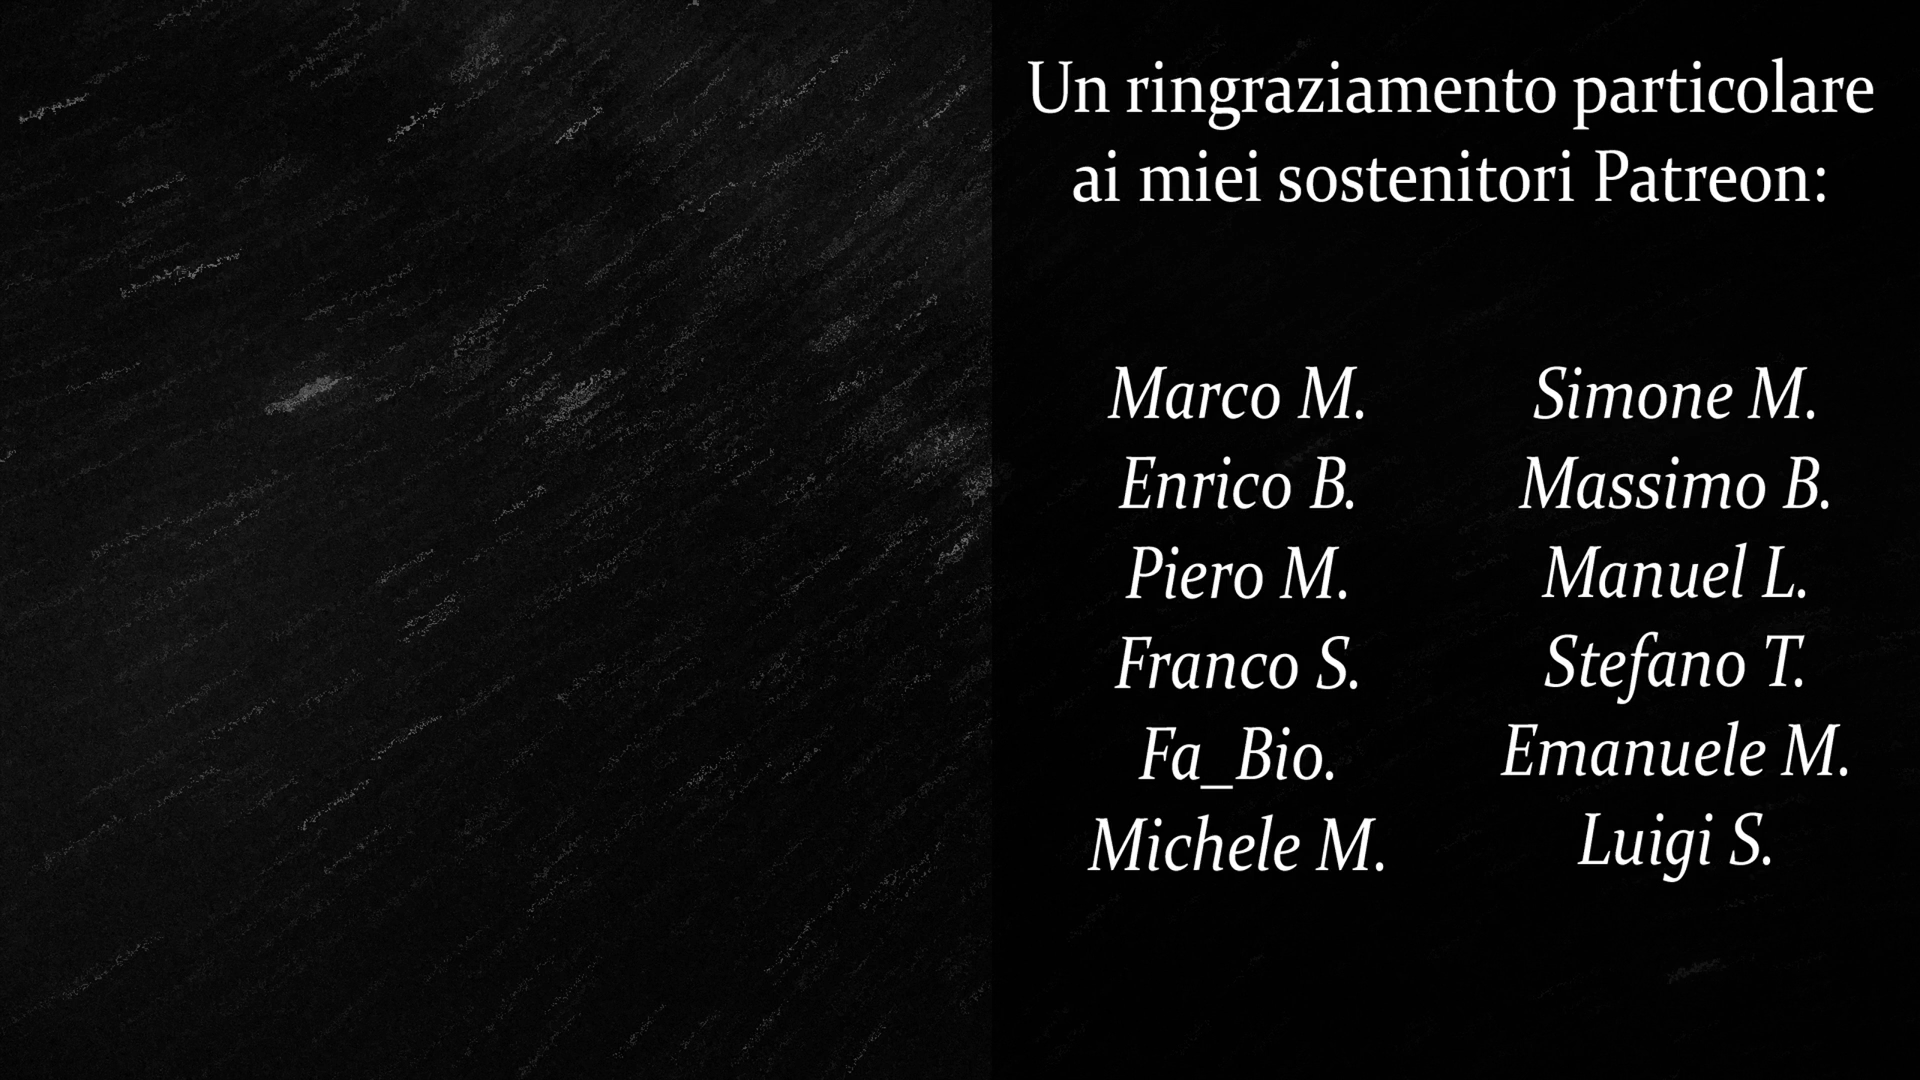 Un ringraziamento particolare
ai miei sostenitori Patreon:
Marco M.
Enrico B.
Piero M.
Franco S.
Fa_Bio.
Michele M.
Simone M.
Massimo B.
Manuel L.
Stefano T.
Emanuele M.
Luigi S.